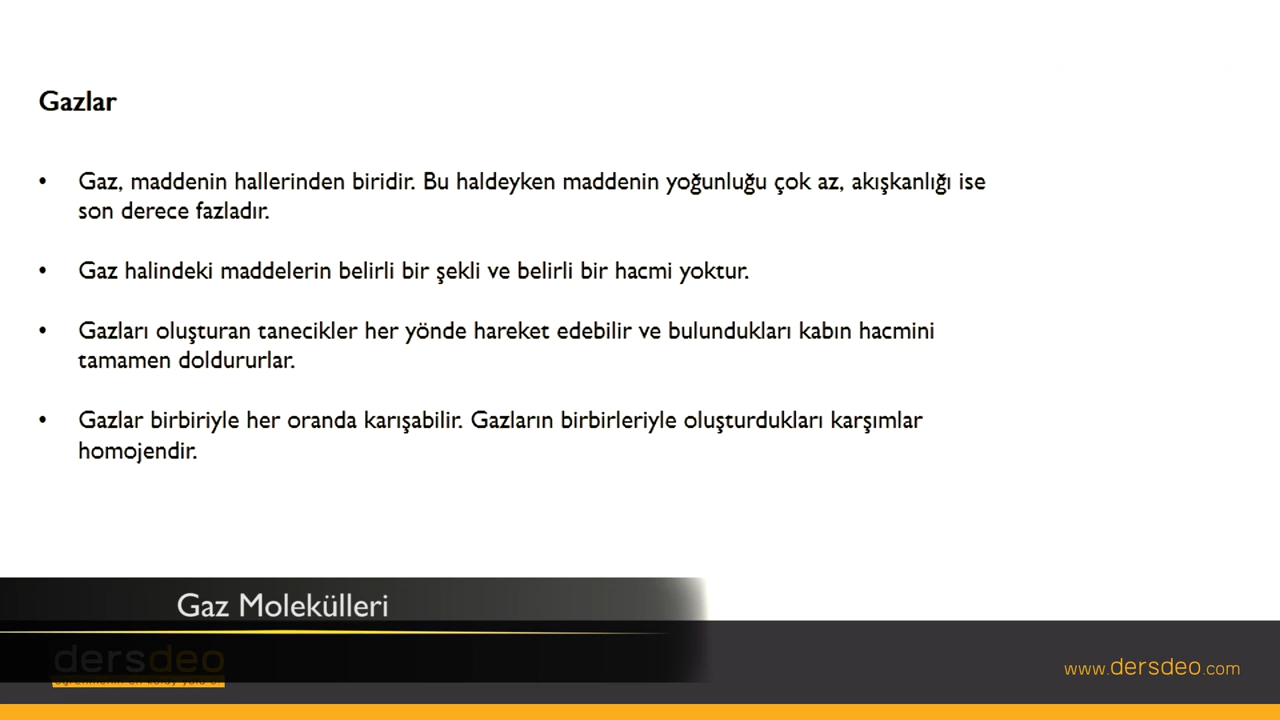 Gazlar
• Gaz, maddenin hallerinden biridir. Bu haldeyken maddenin yoğunluğu çok az, akışkanlığı ise
son derece fazladır.
• Gaz halindeki maddelerin belirli bir şekli ve belirli bir hacmi yoktur.
• Gazları oluşturan tanecikler her yönde hareket edebilir ve bulundukları kabın hacmini
tamamen doldururlar.
• Gazlar birbiriyle her oranda karışabilir. Gazların birbirleriyle oluşturdukları karşımlar
homojendir.
Gaz Molekülleri
dersdeo
www.dersdeo.com